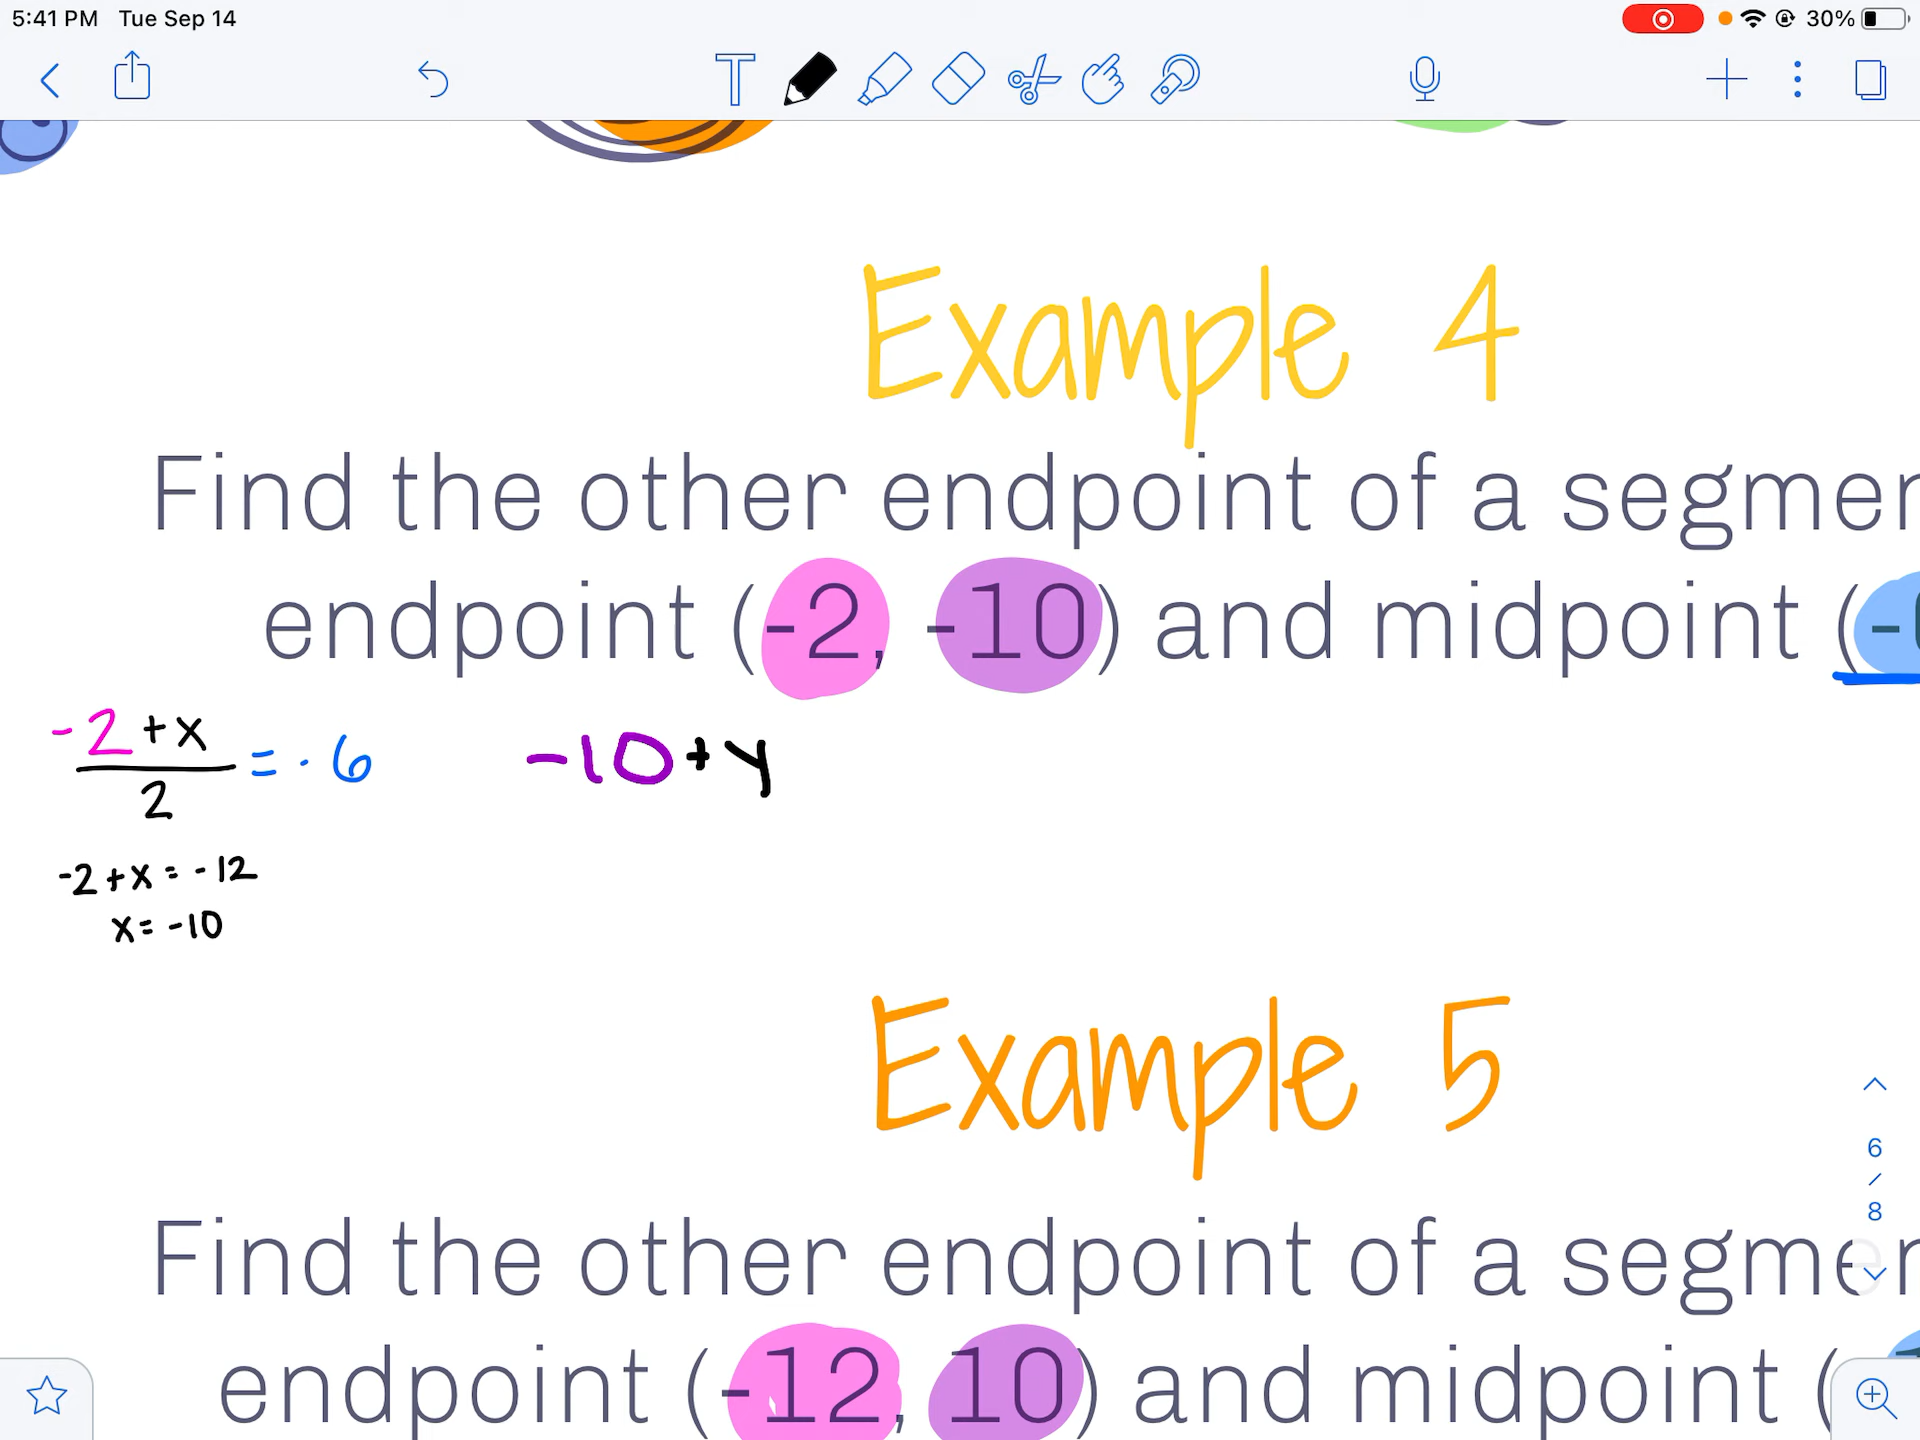 5:41 PM Tue Sep 14
30%
T
Example 4
Find the other endpoint of a segmen
endpoint (-2, -10) and midpoint (-
-2+x
2
= -6
-10+y
-2+x = -12
x = -10
Example 5
6
/
8
Find the other endpoint of a segme
endpoint (-12, 10) and midpoint (